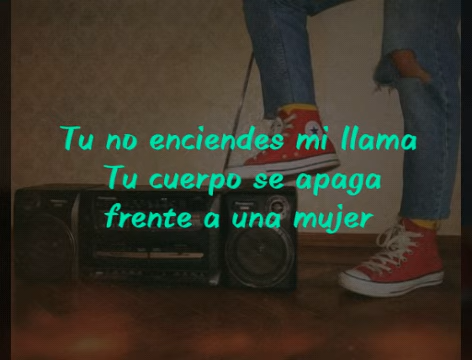 Tu no enciendes mi llama
Tu cuerpo se apaga
frente a una mujer